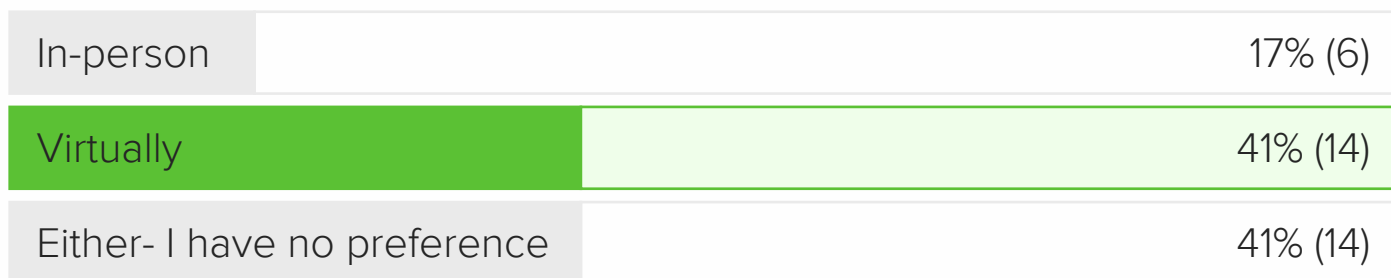 In-person 17% (6)
Virtually 41% (14)
Either- I have no preference 41% (14)